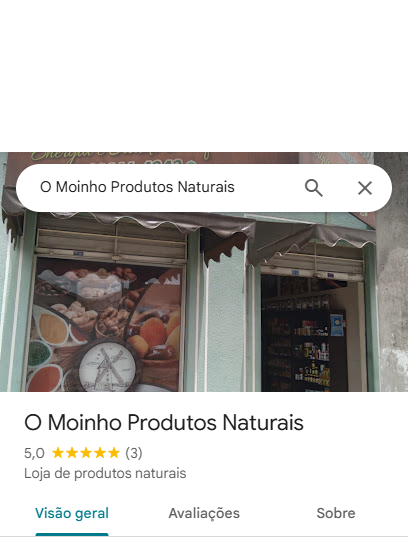 O Moinho Produtos Naturais
O Moinho Produtos Naturais
5,0 (3)
Loja de produtos naturais
Visão geral Avaliações Sobre